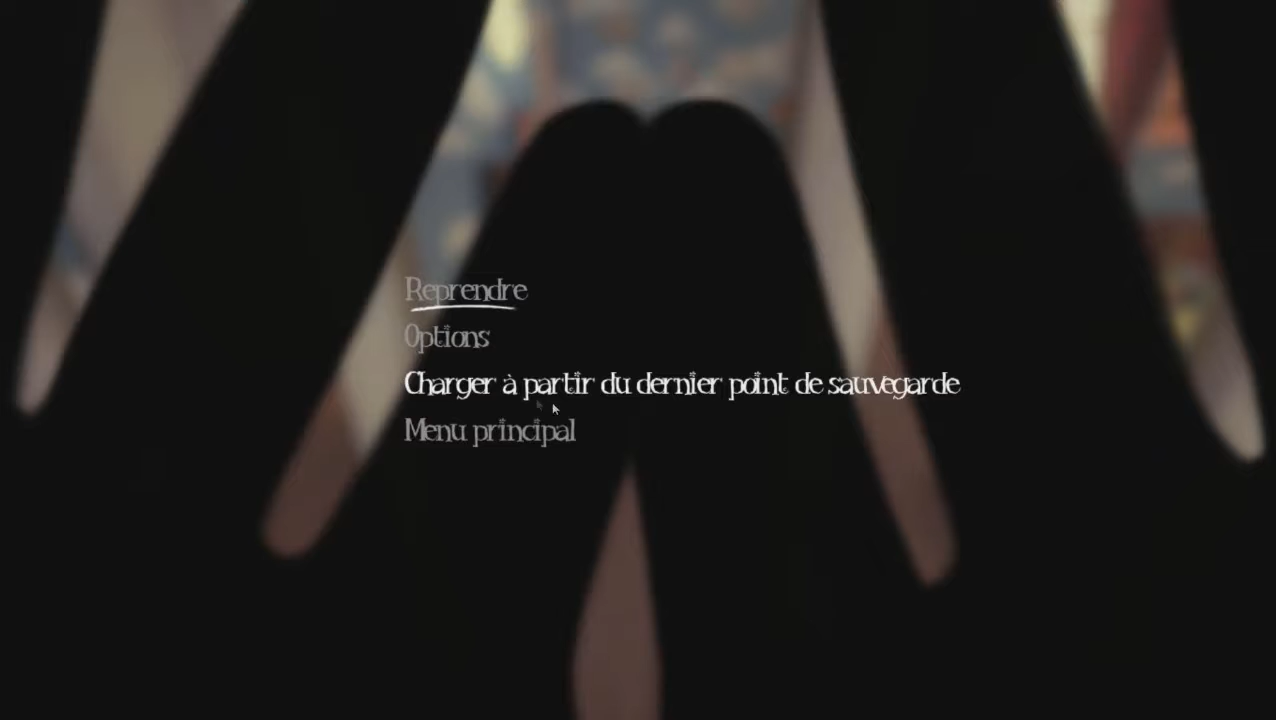 Reprendre
Options
Charger à partir du dernier point de sauvegarde
Menu principal